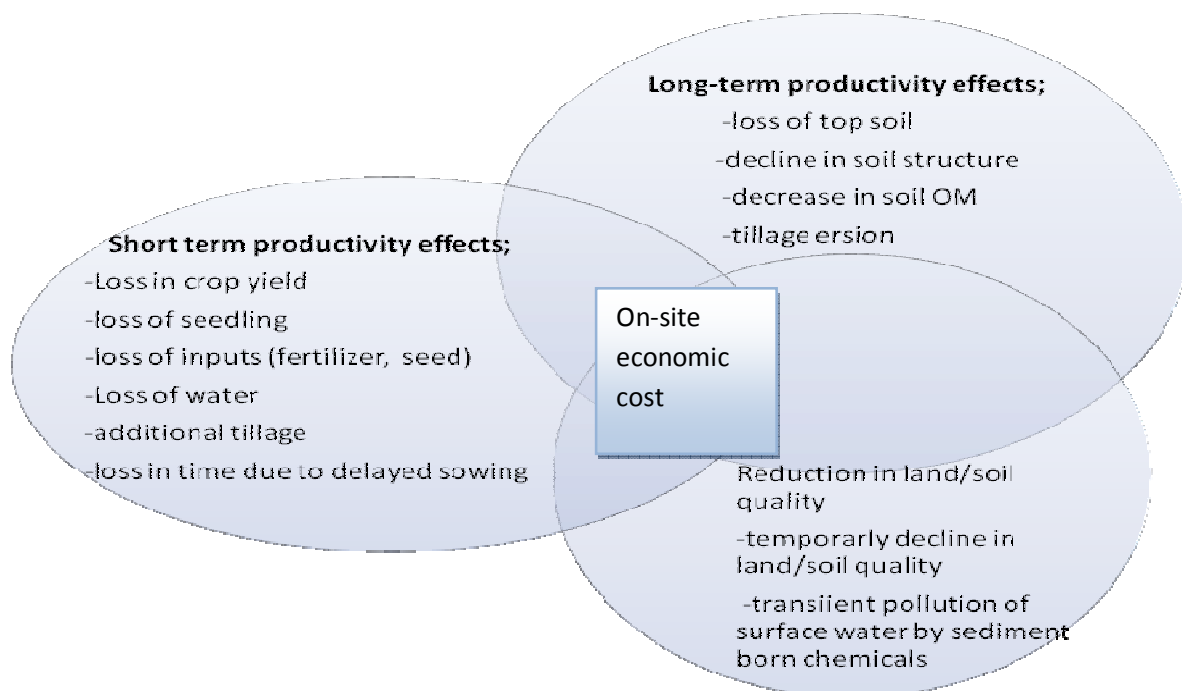 Long-term productivity effects;
-loss of top soil
-decline in soil structure
-decrease in soil OM
-tillage ersion
Short term productivity effects;
-Loss in crop yield
-loss of seedling
-loss of inputs (fertilizer, seed)
-Loss of water
-additional tillage
-loss in time due to delayed sowing
On-site
economic
cost
Reduction in land/soil
quality
-temporarly decline in
land/soil quality
-transiient pollution of
surface water by sediment
born chemicals